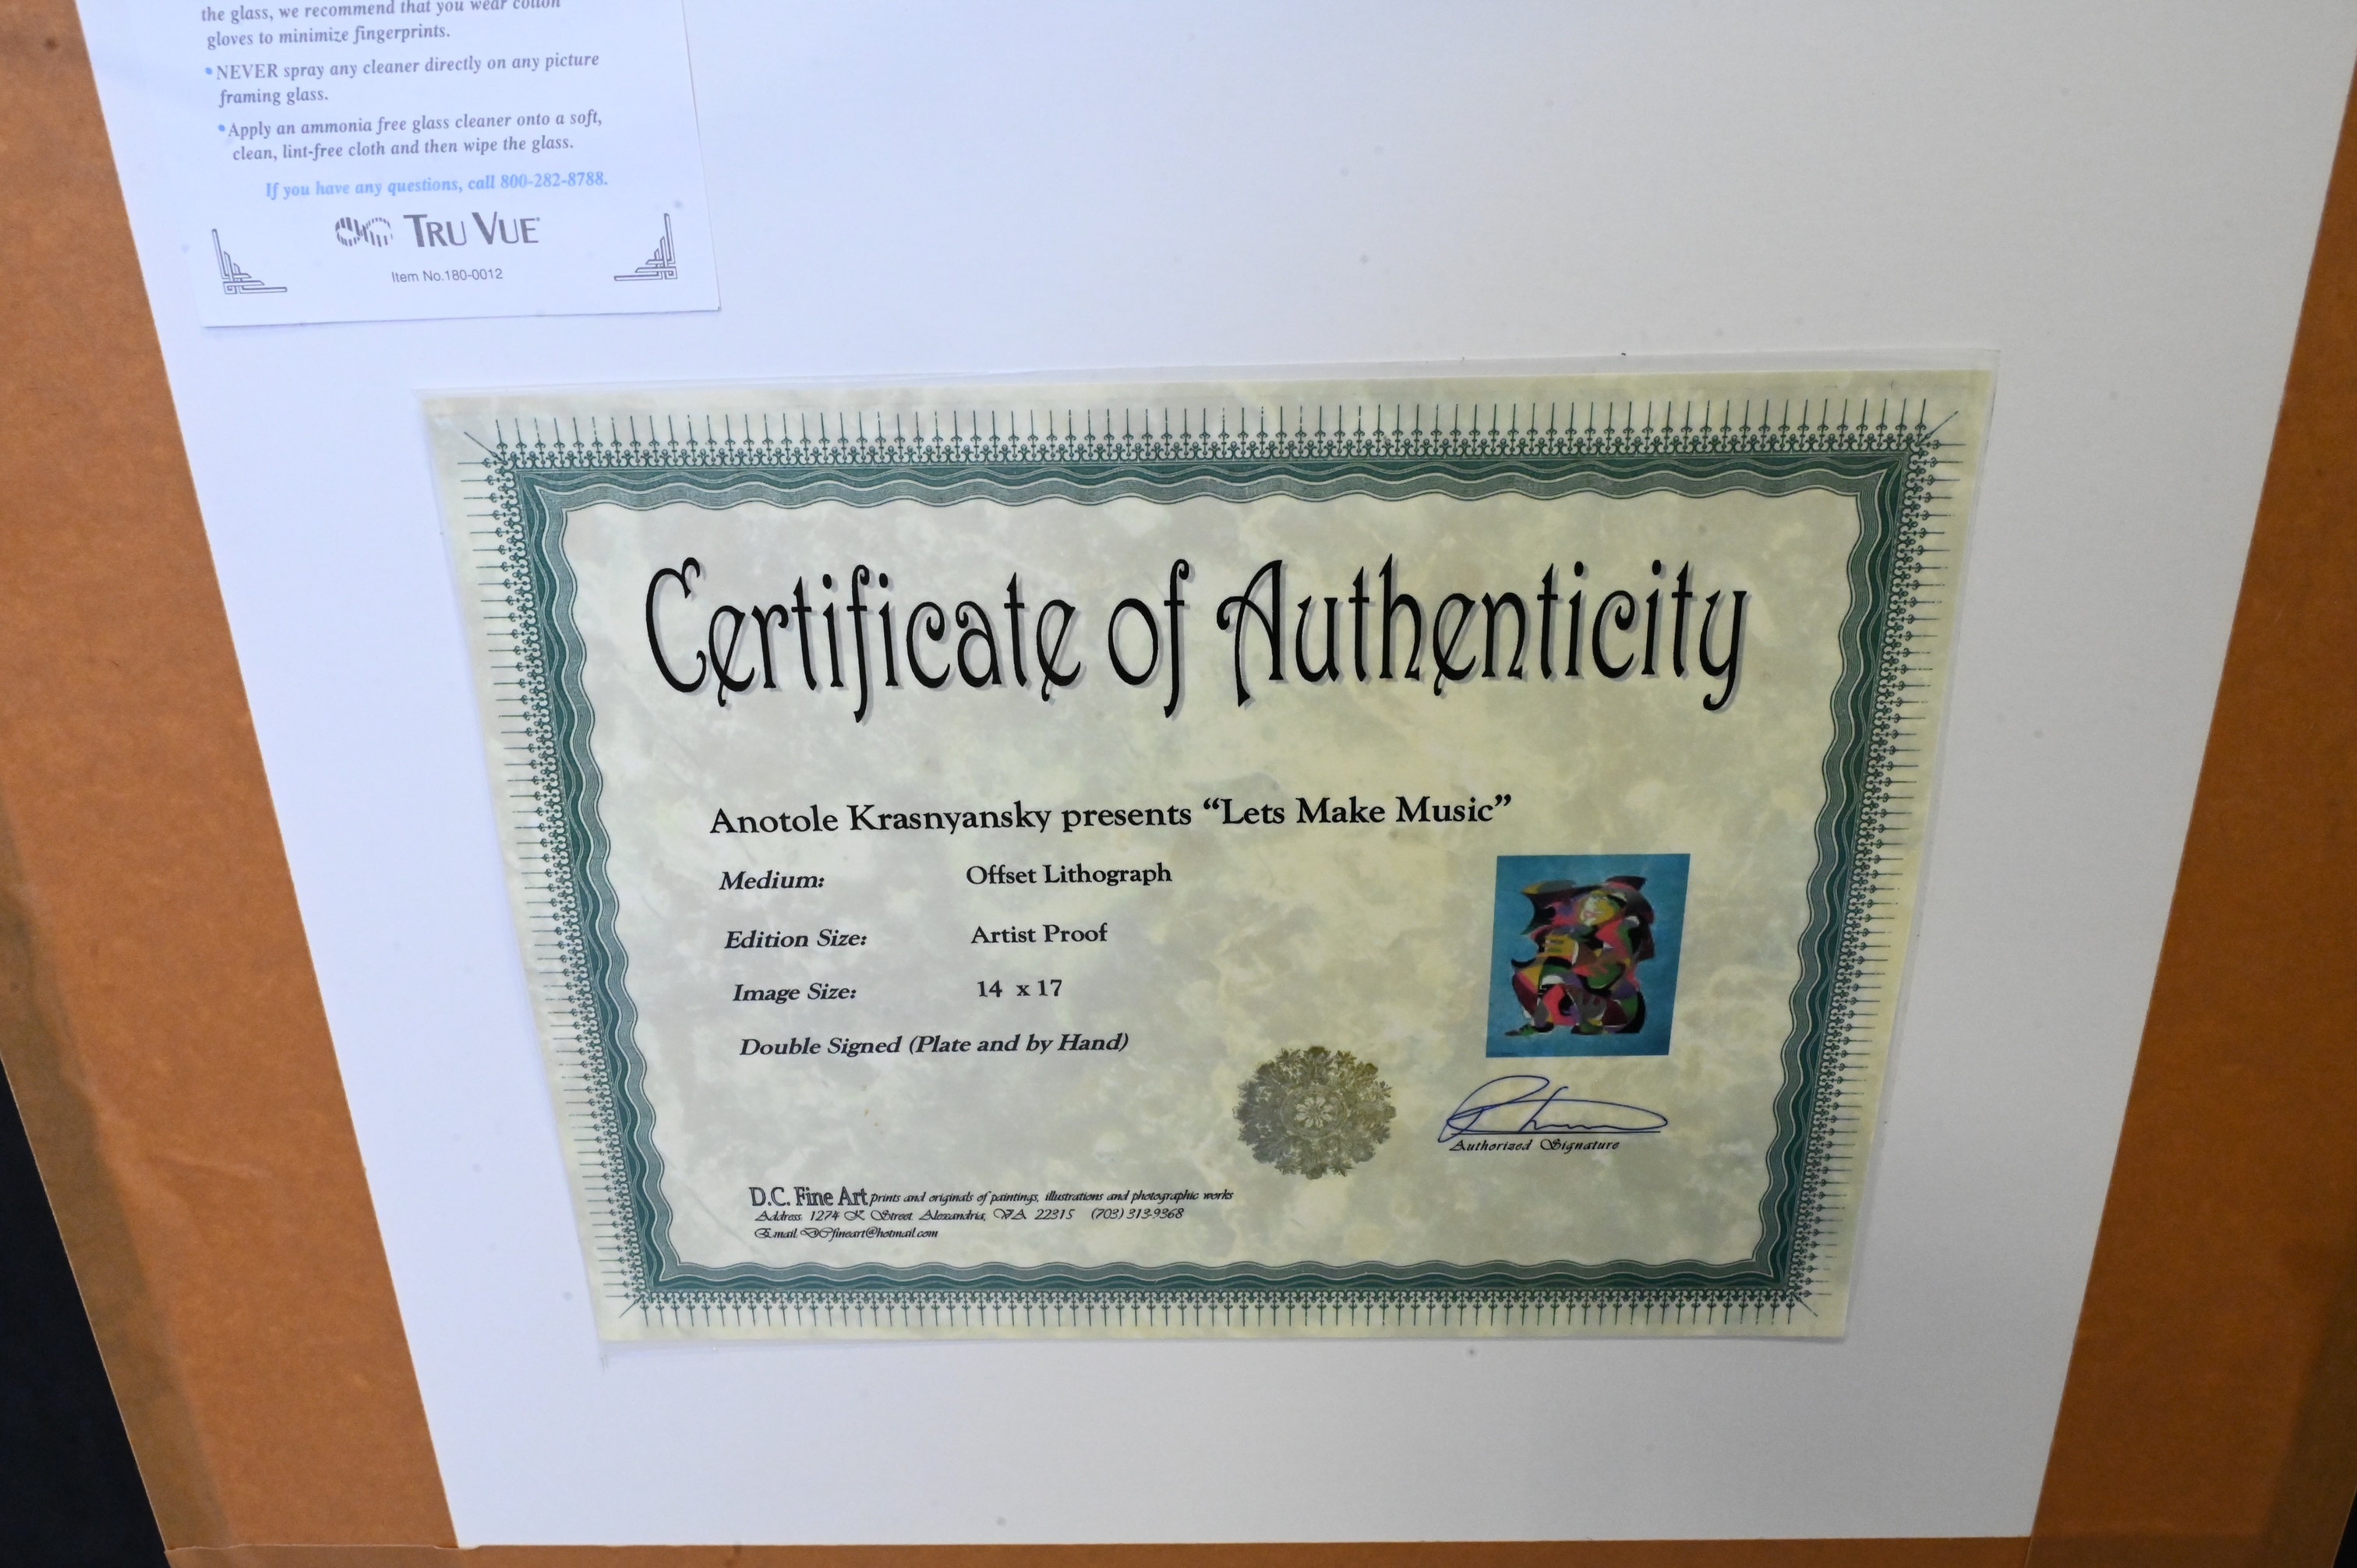 the glass, we recommend that you wear cotton
gloves to minimize fingerprints.
•NEVER spray any cleaner directly on any picture
framing glass.
•Apply an ammonia free glass cleaner onto a soft,
clean, lint-free cloth and then wipe the glass.
If you have any questions, call 800-282-8788.
TRU VUE
Item No.180-0012
Certificate of Authenticity
Anotole Krasnyansky presents “Lets Make Music”
Medium: Offset Lithograph
Edition Size: Artist Proof
Image Size: 14 x 17
Double Signed (Plate and by Hand)
Authorized Signature
D.C. Fine Art prints and originals of paintings, illustrations and photographic works
Address: 1274 K Street Alexandria, VA 22315 (703) 313-9368
E.mail: DCfineart@hotmail.com